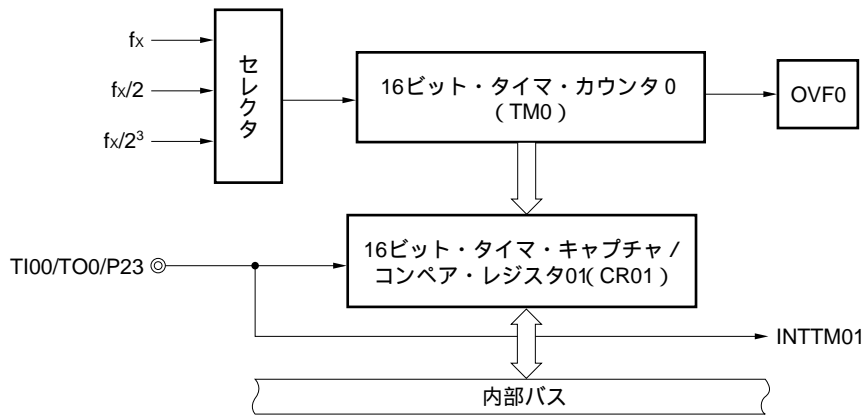 fX
fX/2
fX/2³
セレクタ
16ビット・タイマ・カウンタ0
(TM0)
OVF0
TI00/TO0/P23
16ビット・タイマ・キャプチャ/
コンペア・レジスタ01(CR01)
INTTM01
内部バス